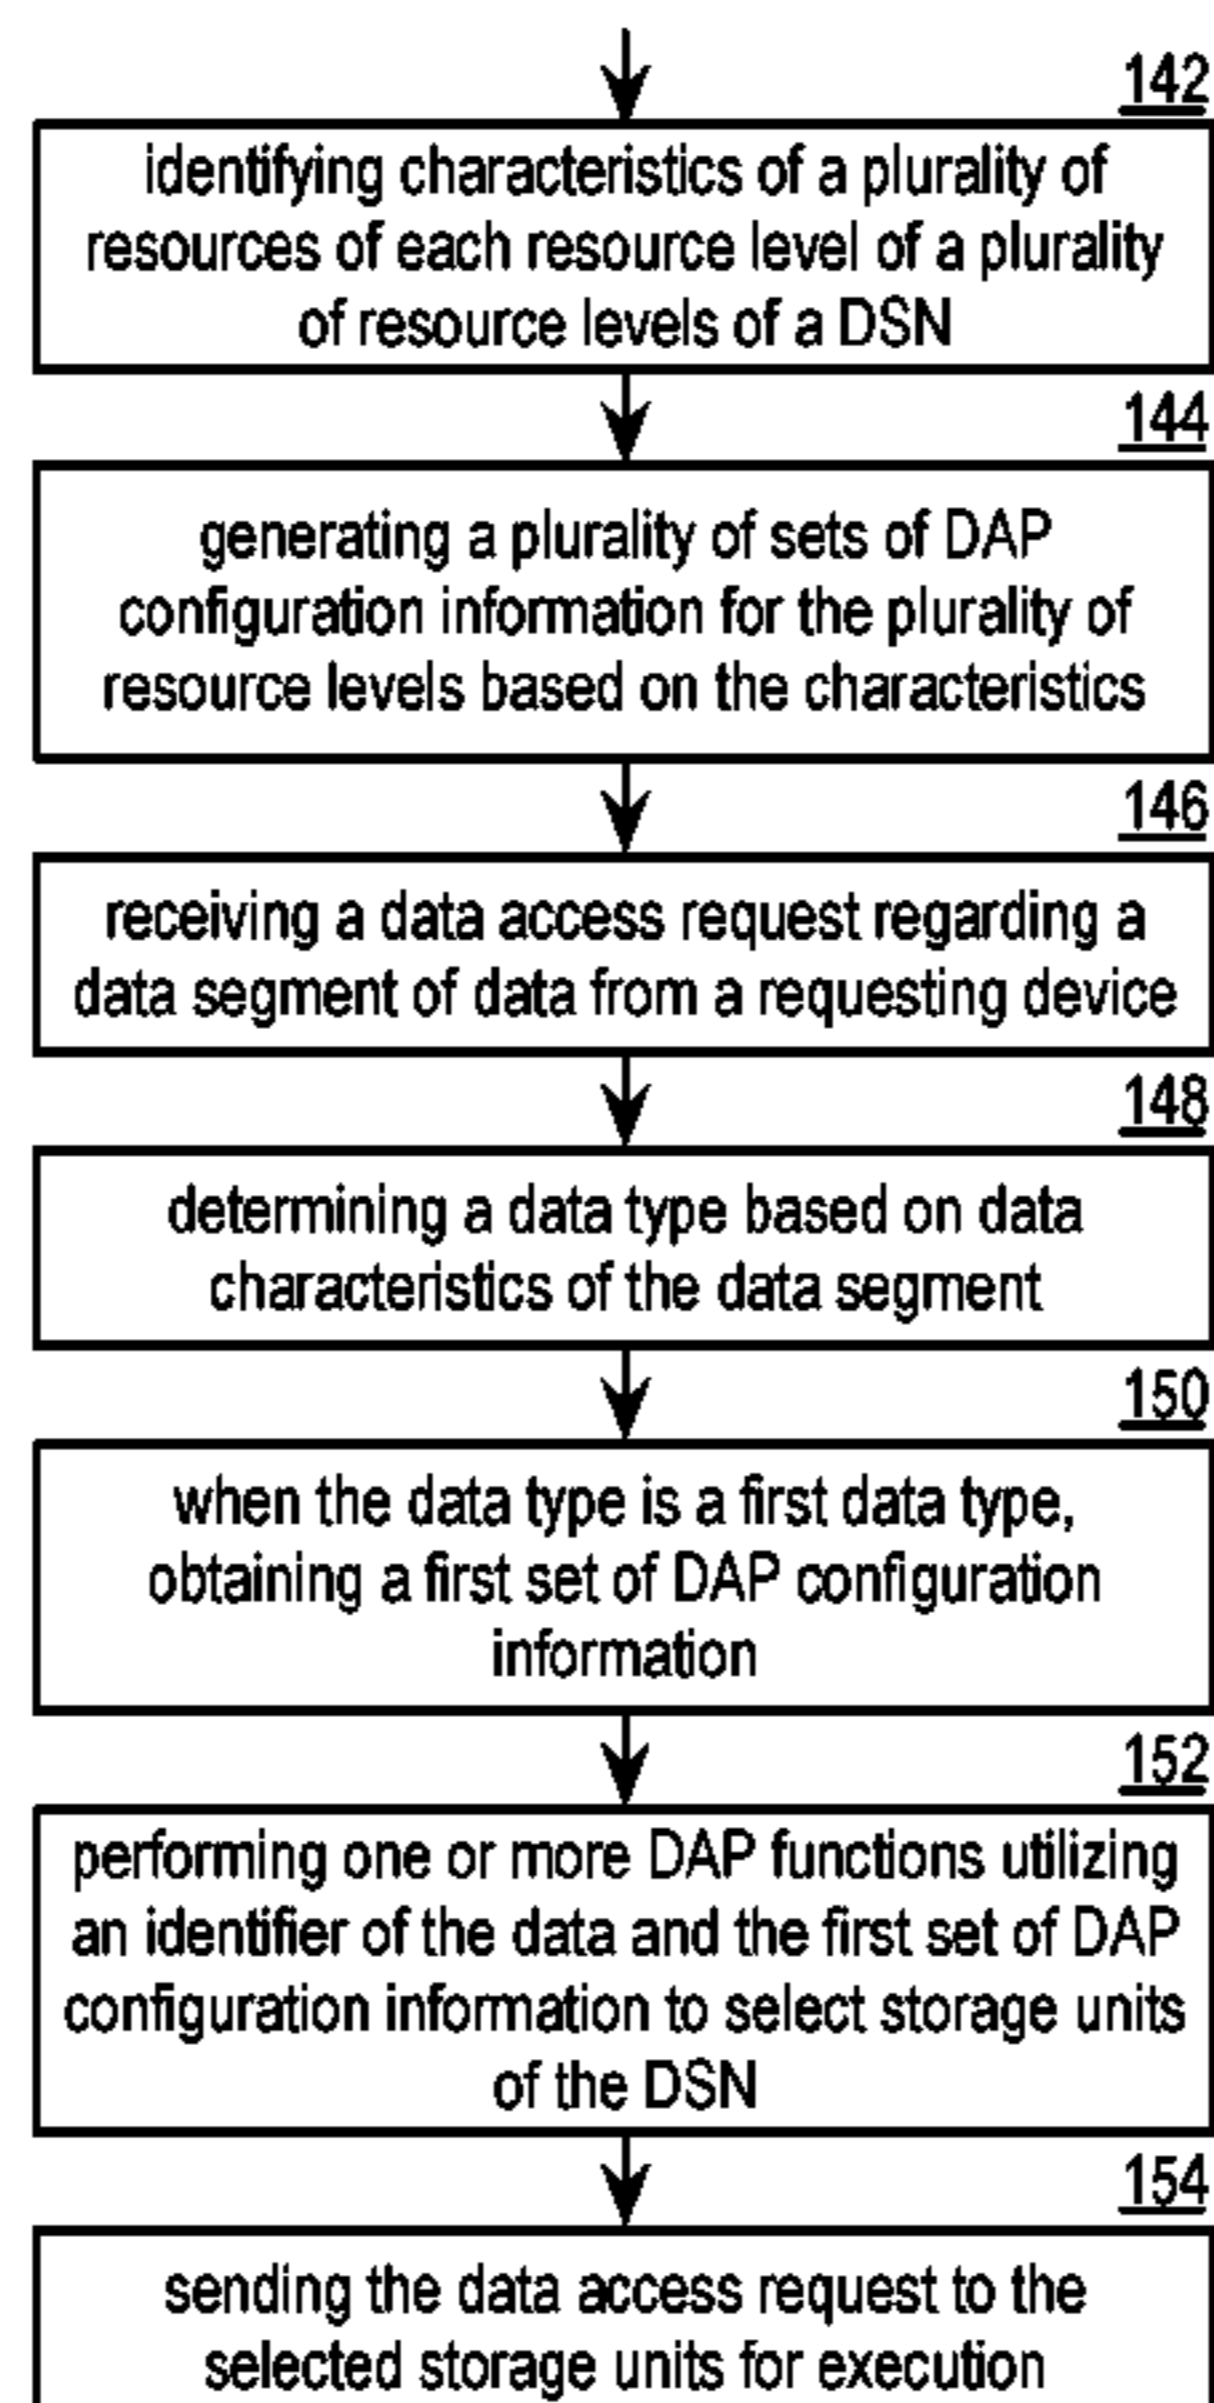 142
identifying characteristics of a plurality of
resources of each resource level of a plurality
of resource levels of a DSN
144
generating a plurality of sets of DAP
configuration information for the plurality of
resource levels based on the characteristics
146
receiving a data access request regarding a
data segment of data from a requesting device
148
determining a data type based on data
characteristics of the data segment
150
when the data type is a first data type,
obtaining a first set of DAP configuration
information
152
performing one or more DAP functions utilizing
an identifier of the data and the first set of DAP
configuration information to select storage units
of the DSN
154
sending the data access request to the
selected storage units for execution